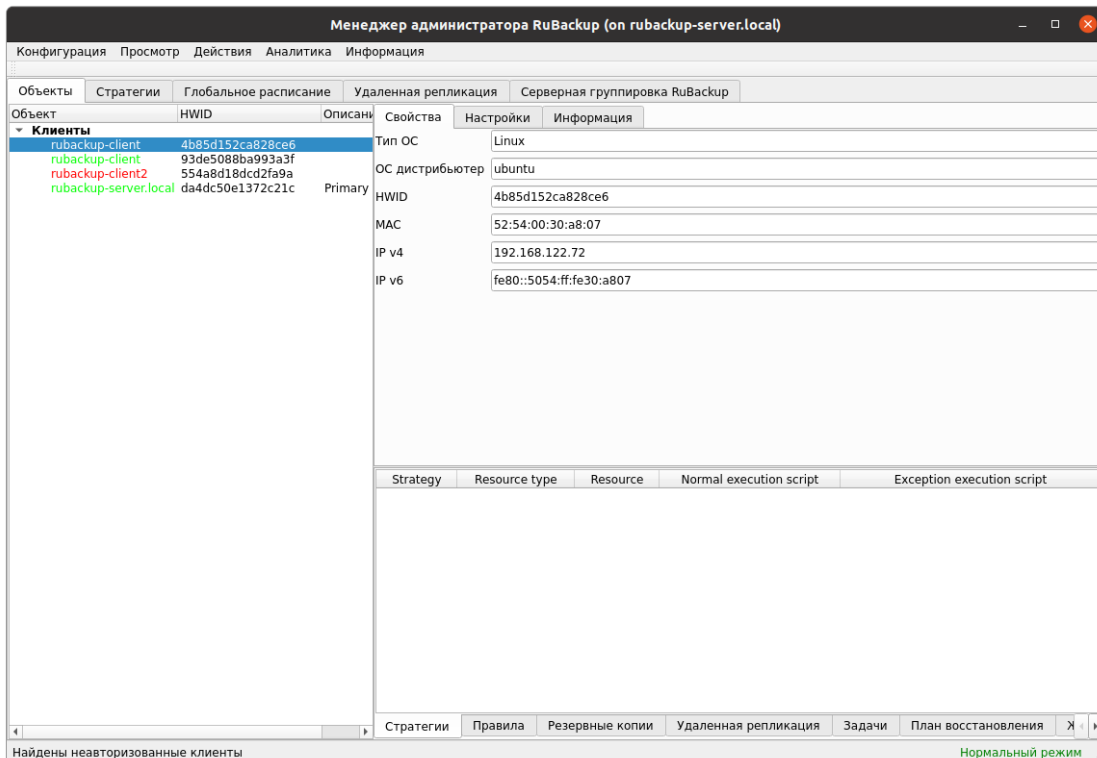 Менеджер администратора RuBackup (on rubackup-server.local)
Конфигурация Просмотр Действия Аналитика Информация
Объекты Стратегии Глобальное расписание Удаленная репликация Серверная группировка RuBackup
Объект HWID Описани
Клиенты
rubackup-client 4b85d152ca828ce6
rubackup-client 93de5088ba993a3f
rubackup-client2 554a8d18dcd2fa9a
rubackup-server.local da4dc50e1372c21c Primary
Свойства Настройки Информация
Тип ОС Linux
ОС дистрибьютер ubuntu
HWID 4b85d152ca828ce6
MAC 52:54:00:30:a8:07
IP v4 192.168.122.72
IP v6 fe80::5054:ff:fe30:a807
Strategy Resource type Resource Normal execution script Exception execution script
Стратегии Правила Резервные копии Удаленная репликация Задачи План восстановления Ж
Найдены неавторизованные клиенты Нормальный режим